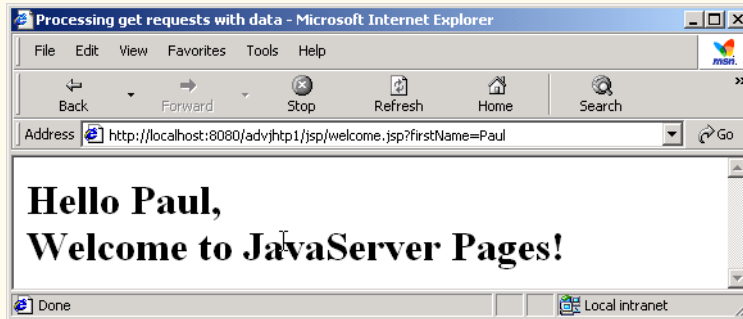 Processing get requests with data - Microsoft Internet Explorer
File Edit View Favorites Tools Help
msn.
Back Forward Stop Refresh Home Search »
Address http://localhost:8080/advjhtp1/jsp/welcome.jsp?firstName=Paul Go
Hello Paul,
Welcome to JavaServer Pages!
Done Local intranet